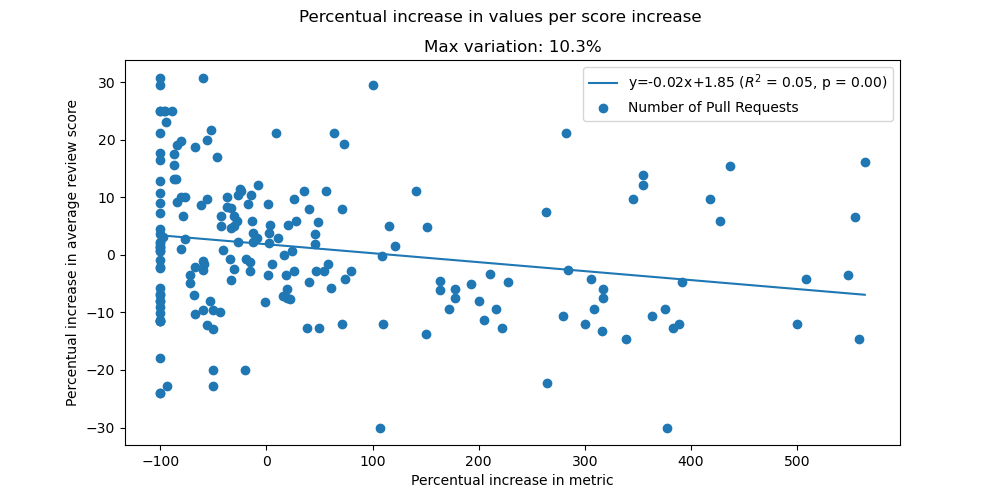 Percentual increase in values per score increase
Max variation: 10.3%
y=-0.02x+1.85 (R² = 0.05, p = 0.00)
Number of Pull Requests
Percentual increase in average review score
30
20
10
0
−10
−20
−30
−100
0
100
200
300
400
500
Percentual increase in metric